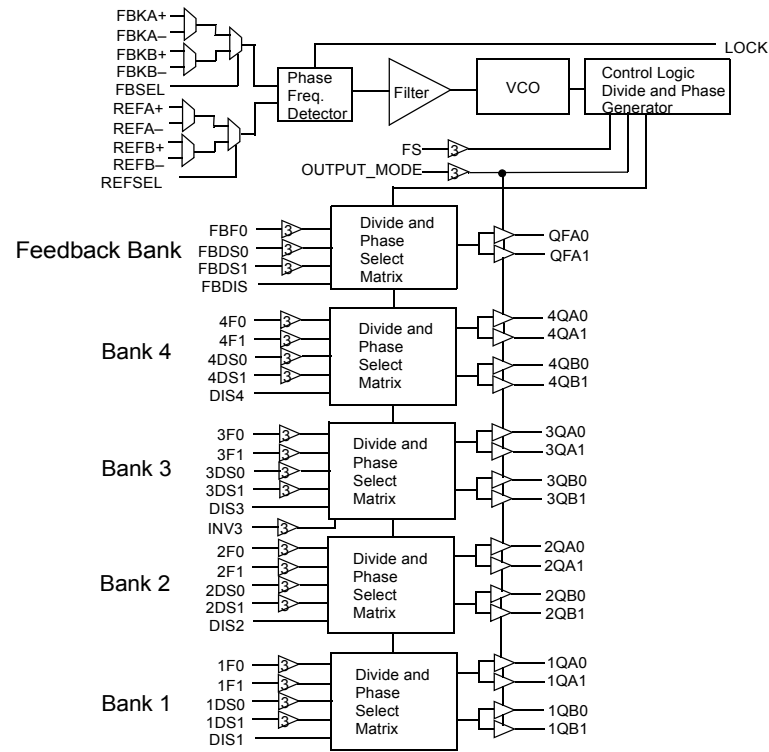 FBKA+
FBKA–
FBKB+
FBKB–
FBSEL
REFA+
REFA–
REFB+
REFB–
REFSEL
Phase
Freq.
Detector
Filter
VCO
Control Logic
Divide and Phase
Generator
LOCK
FS
3
OUTPUT_MODE
3
Feedback Bank
FBF0
3
FBDS0
3
FBDS1
3
FBDIS
Divide and
Phase
Select
Matrix
QFA0
QFA1
Bank 4
4F0
3
4F1
3
4DS0
3
4DS1
3
DIS4
Divide and
Phase
Select
Matrix
4QA0
4QA1
4QB0
4QB1
Bank 3
3F0
3
3F1
3
3DS0
3
3DS1
3
DIS3
INV3
3
Divide and
Phase
Select
Matrix
3QA0
3QA1
3QB0
3QB1
Bank 2
2F0
3
2F1
3
2DS0
3
2DS1
3
DIS2
Divide and
Phase
Select
Matrix
2QA0
2QA1
2QB0
2QB1
Bank 1
1F0
3
1F1
3
1DS0
3
1DS1
3
DIS1
Divide and
Phase
Select
Matrix
1QA0
1QA1
1QB0
1QB1